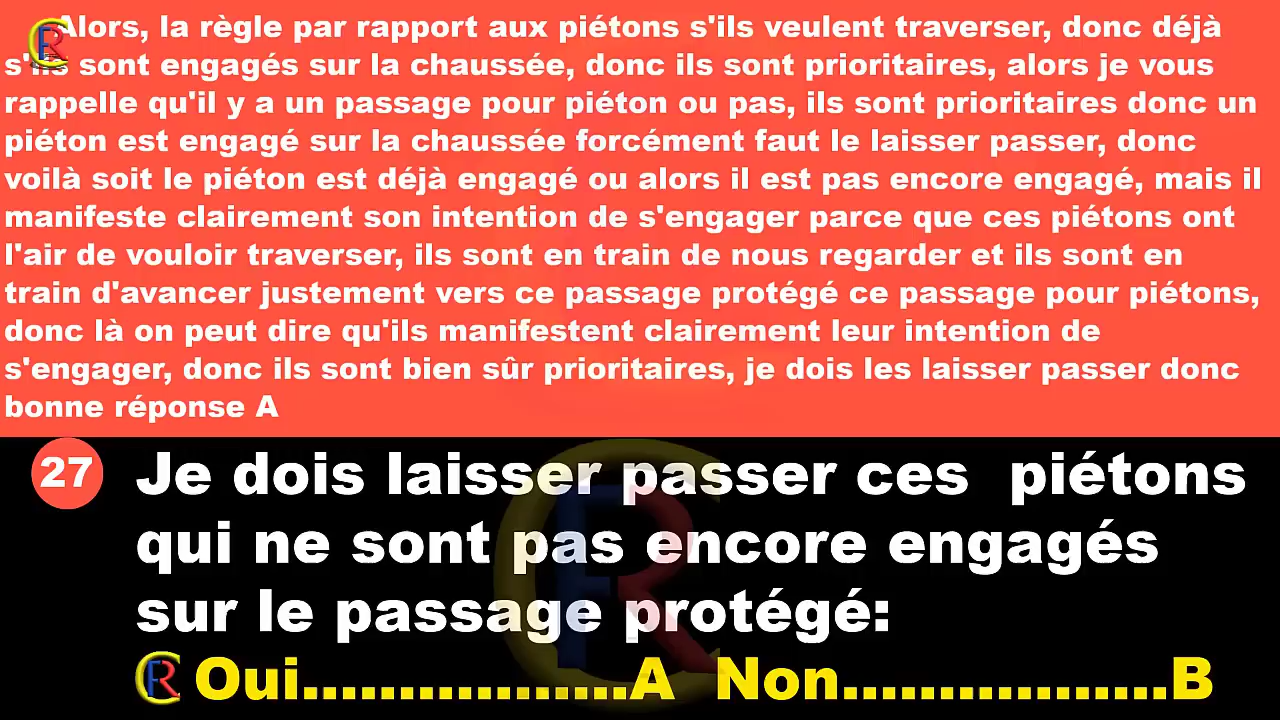 Alors, la règle par rapport aux piétons s'ils veulent traverser, donc déjà
s'ils sont engagés sur la chaussée, donc ils sont prioritaires, alors je vous
rappelle qu'il y a un passage pour piéton ou pas, ils sont prioritaires donc un
piéton est engagé sur la chaussée forcément faut le laisser passer, donc
voilà soit le piéton est déjà engagé ou alors il est pas encore engagé, mais il
manifeste clairement son intention de s'engager parce que ces piétons ont
l'air de vouloir traverser, ils sont en train de nous regarder et ils sont en
train d'avancer justement vers ce passage protégé ce passage pour piétons,
donc là on peut dire qu'ils manifestent clairement leur intention de
s'engager, donc ils sont bien sûr prioritaires, je dois les laisser passer donc
bonne réponse A
27 Je dois laisser passer ces piétons
qui ne sont pas encore engagés
sur le passage protégé:
Oui.................A Non.................B